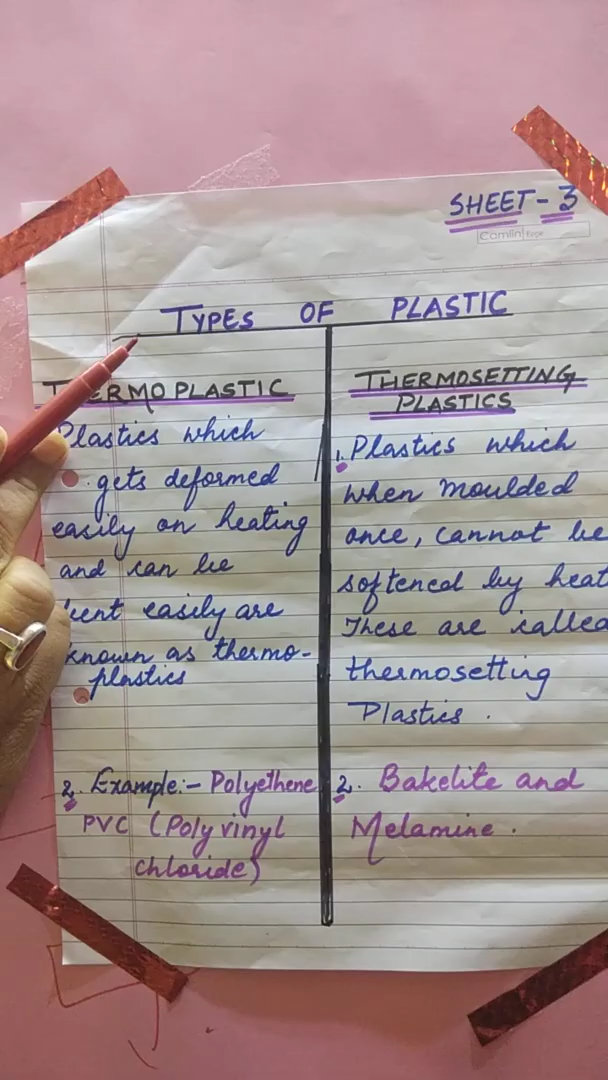 SHEET-3
Camlin Page
TYPES OF PLASTIC
THERMOPLASTIC
Plastics which
gets deformed
easily on heating
and can be
bent easily are
known as thermo-
plastics
2. Example:- Polyethene
PVC (Polyvinyl
chloride)
THERMOSETTING
PLASTICS
1. Plastics which
when moulded
once, cannot be
softened by heat
These are called
thermosetting
Plastics.
2. Bakelite and
Melamine.